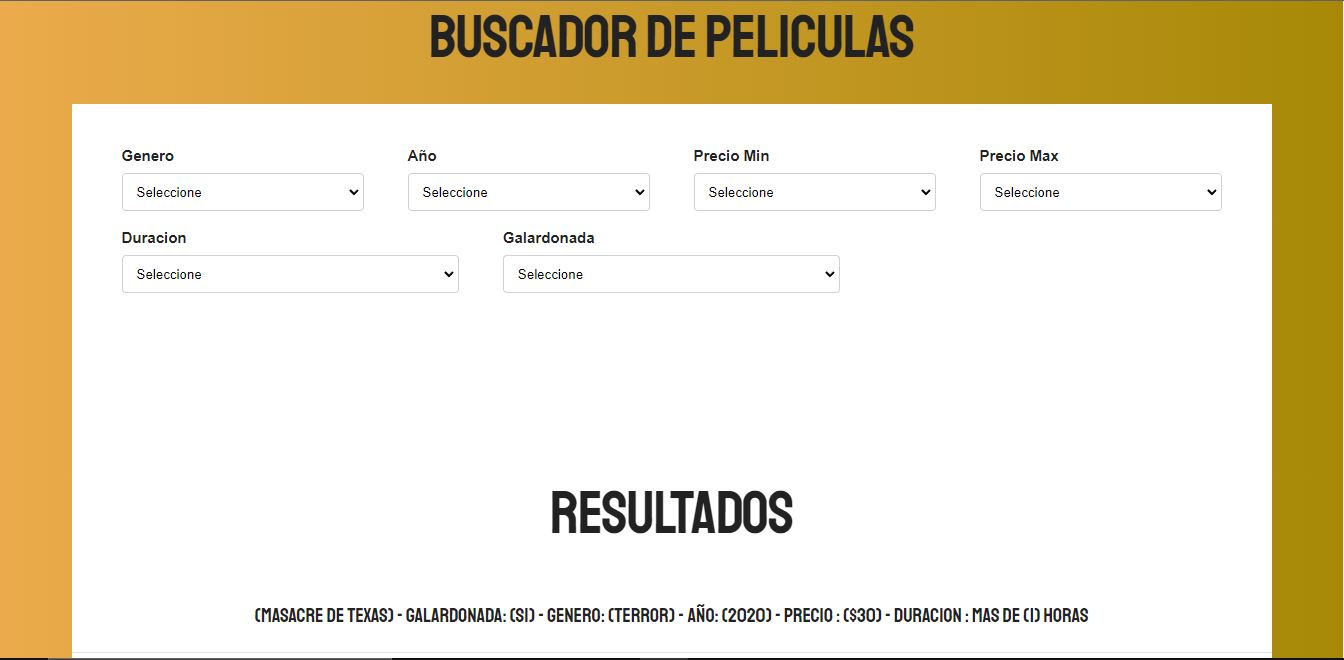 BUSCADOR DE PELICULAS
Genero Año Precio Min Precio Max
Seleccione Seleccione Seleccione Seleccione
Duracion Galardonada
Seleccione Seleccione
RESULTADOS
(MASACRE DE TEXAS) - GALARDONADA: (SI) - GENERO: (TERROR) - AÑO: (2020) - PRECIO : ($30) - DURACION : MAS DE (1) HORAS